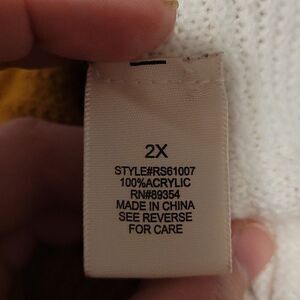 2X
STYLE#RS61007
100%ACRYLIC
RN#89354
MADE IN CHINA
SEE REVERSE
FOR CARE